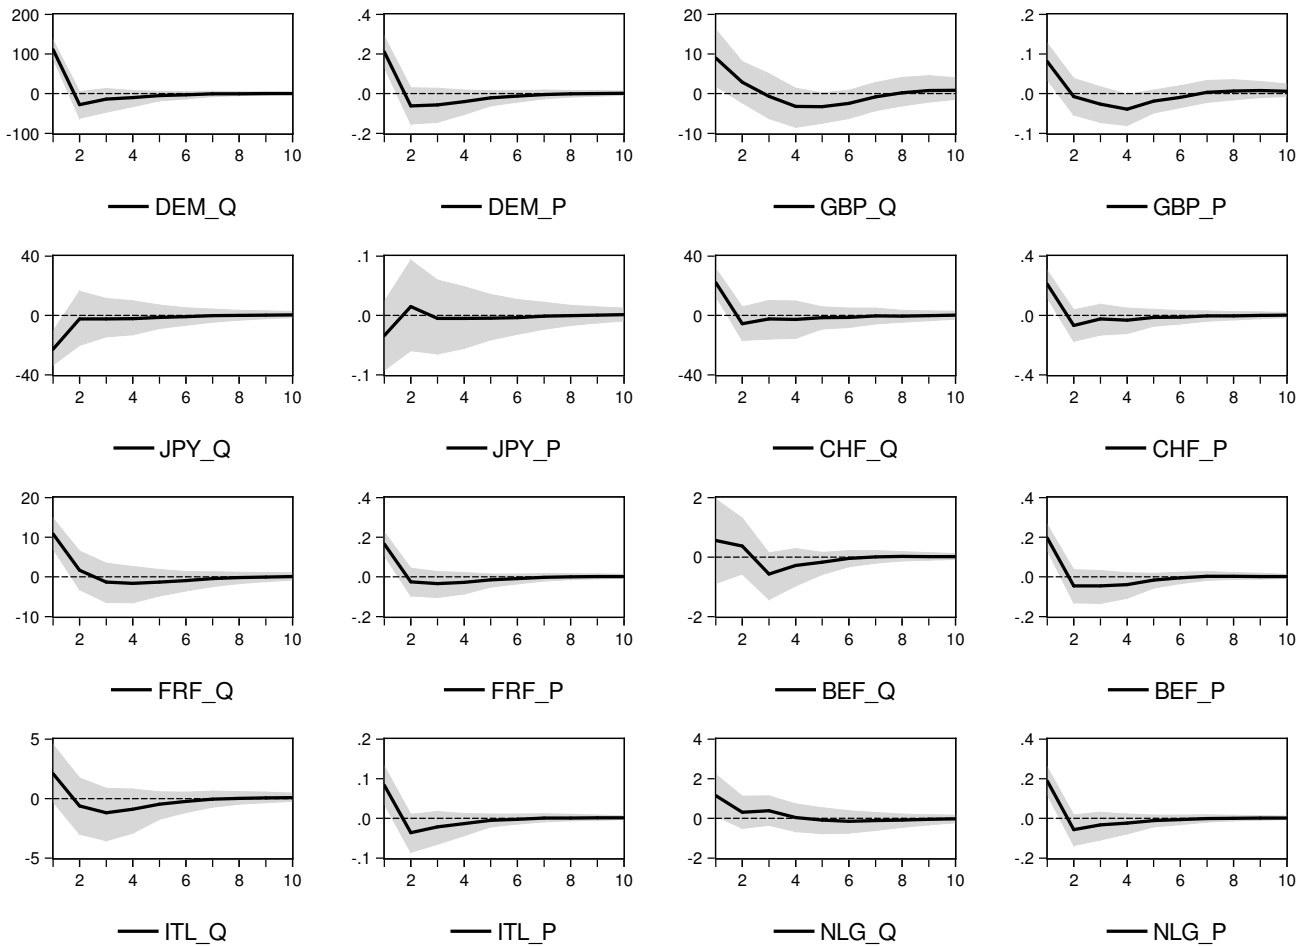 200 .4 20 .2
100 .2 10 .1
0 .0 0 .0
-100 -.2 -10 -.1
2 4 6 8 10 2 4 6 8 10 2 4 6 8 10 2 4 6 8 10
DEM_Q DEM_P GBP_Q GBP_P
40 .1 40 .4
0 .0 0 .0
-40 -.1 -40 -.4
2 4 6 8 10 2 4 6 8 10 2 4 6 8 10 2 4 6 8 10
JPY_Q JPY_P CHF_Q CHF_P
20 .4 2 .4
10 .2 .2
0 .0 0 .0
-10 -.2 -2 -.2
2 4 6 8 10 2 4 6 8 10 2 4 6 8 10 2 4 6 8 10
FRF_Q FRF_P BEF_Q BEF_P
5 .2 4 .4
.1 2 .2
0 .0 0 .0
-5 -.1 -2 -.2
2 4 6 8 10 2 4 6 8 10 2 4 6 8 10 2 4 6 8 10
ITL_Q ITL_P NLG_Q NLG_P